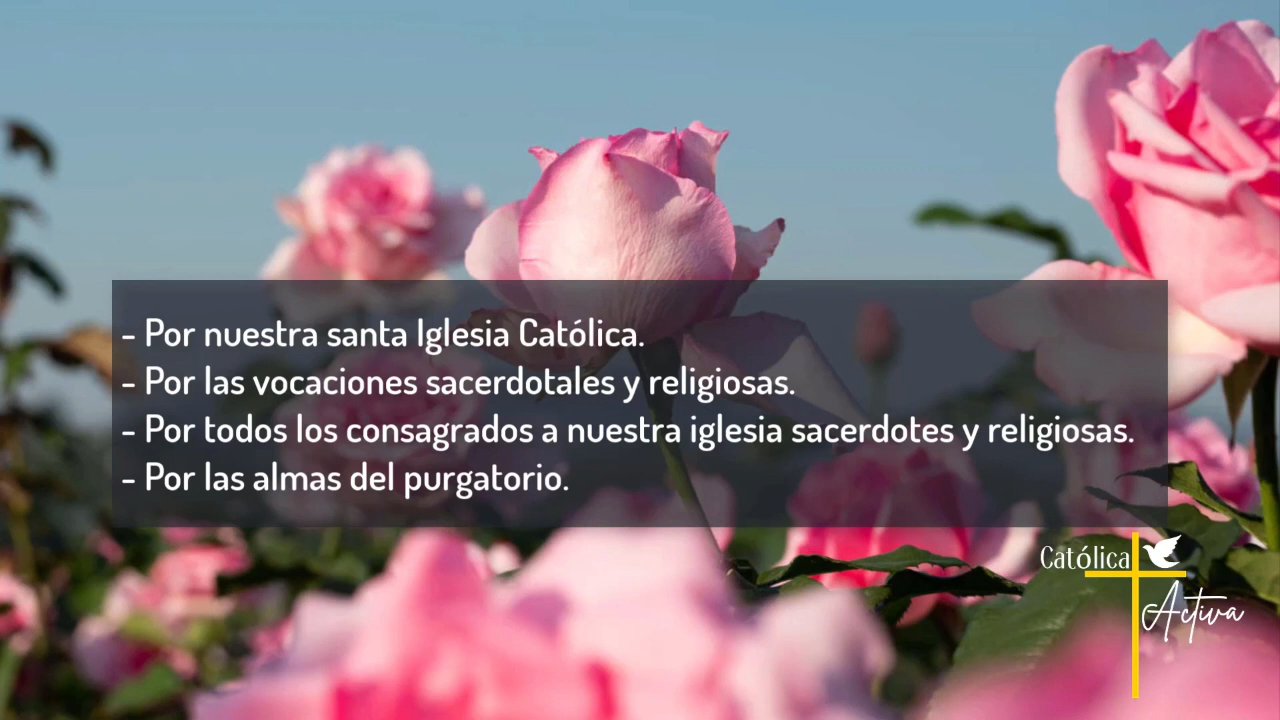 - Por nuestra santa Iglesia Católica.
- Por las vocaciones sacerdotales y religiosas.
- Por todos los consagrados a nuestra iglesia sacerdotes y religiosas.
- Por las almas del purgatorio.
Católica
Activa